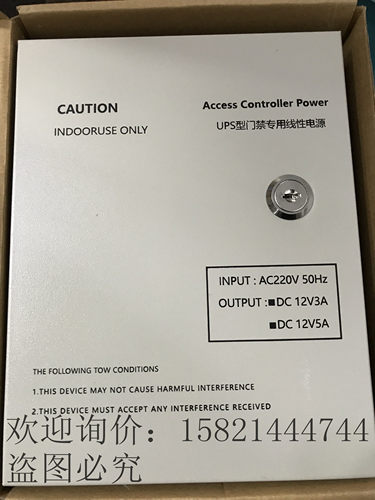 CAUTION
INDOORUSE ONLY
Access Controller Power
UPS型门禁专用线性电源
INPUT : AC220V 50Hz
OUTPUT : ■DC 12V3A
■DC 12V5A
THE FOLLOWING TOW CONDITIONS
1.THIS DEVICE MAY NOT CAUSE HARMFUL INTERFERENCE
2.THIS DEVICE MUST ACCEPT ANY INTERFERENCE RECEIVED
欢迎询价：15821444744
盗图必究